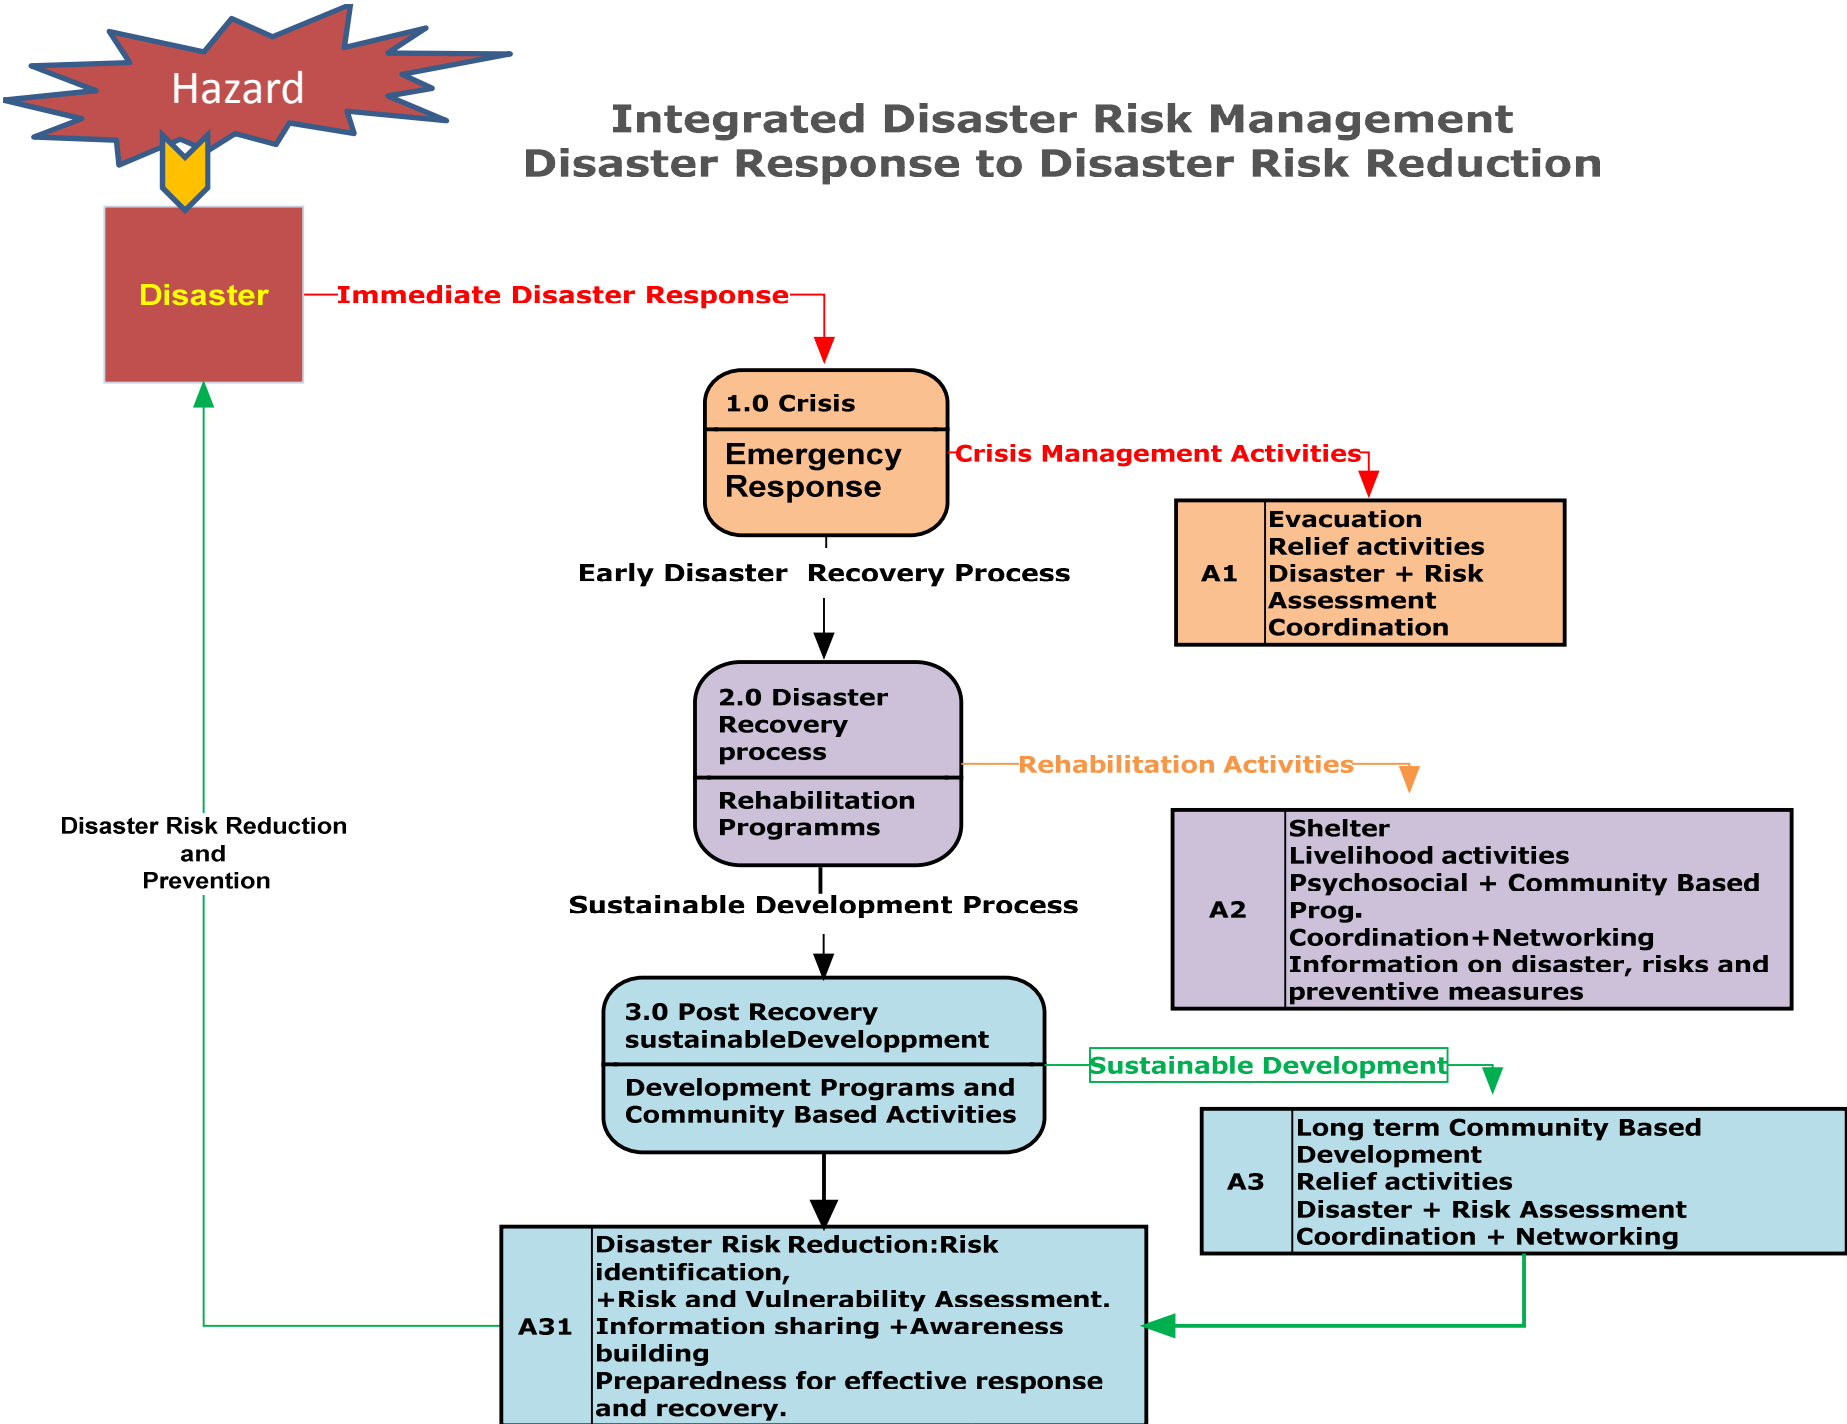 Hazard
Integrated Disaster Risk Management
Disaster Response to Disaster Risk Reduction
Disaster
Immediate Disaster Response
1.0 Crisis
Emergency
Response
Crisis Management Activities
A1
Evacuation
Relief activities
Disaster + Risk
Assessment
Coordination
Early Disaster  Recovery Process
2.0 Disaster
Recovery
process
Rehabilitation
Programms
Rehabilitation Activities
A2
Shelter
Livelihood activities
Psychosocial + Community Based
Prog.
Coordination+Networking
Information on disaster, risks and
preventive measures
Disaster Risk Reduction
and
Prevention
Sustainable Development Process
3.0 Post Recovery
sustainableDeveloppment
Development Programs and
Community Based Activities
Sustainable Development
A3
Long term Community Based
Development
Relief activities
Disaster + Risk Assessment
Coordination + Networking
A31
Disaster Risk Reduction:Risk
identification,
+Risk and Vulnerability Assessment.
Information sharing +Awareness
building
Preparedness for effective response
and recovery.